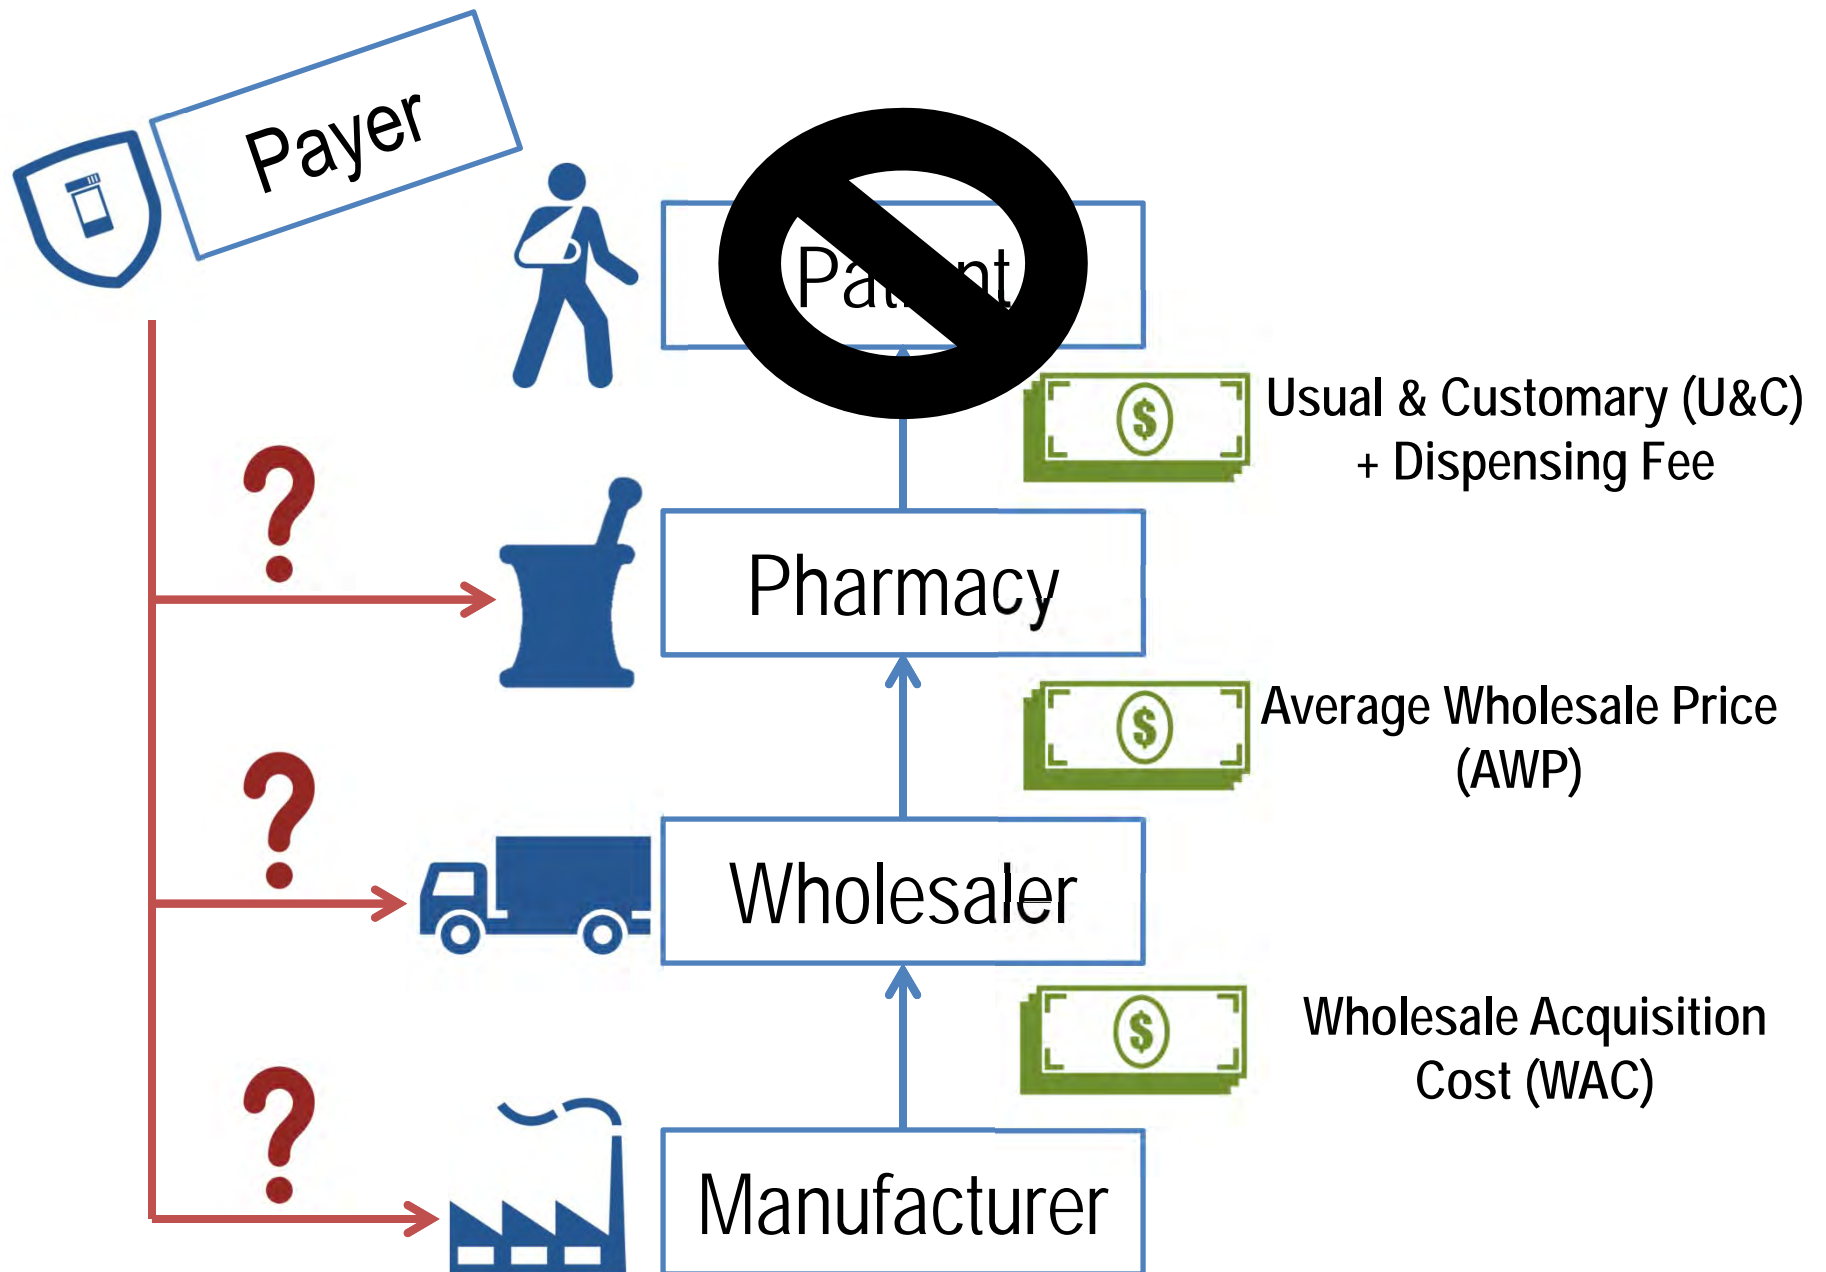 Payer
Patient
Usual & Customary (U&C)
+ Dispensing Fee
Pharmacy
Average Wholesale Price
(AWP)
Wholesaler
Wholesale Acquisition
Cost (WAC)
Manufacturer